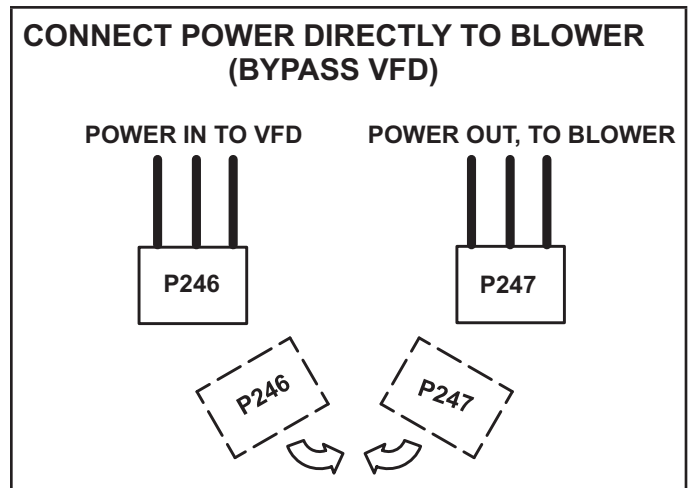 CONNECT POWER DIRECTLY TO BLOWER
(BYPASS VFD)
POWER IN TO VFD
POWER OUT, TO BLOWER
P246
P247
P246
P247